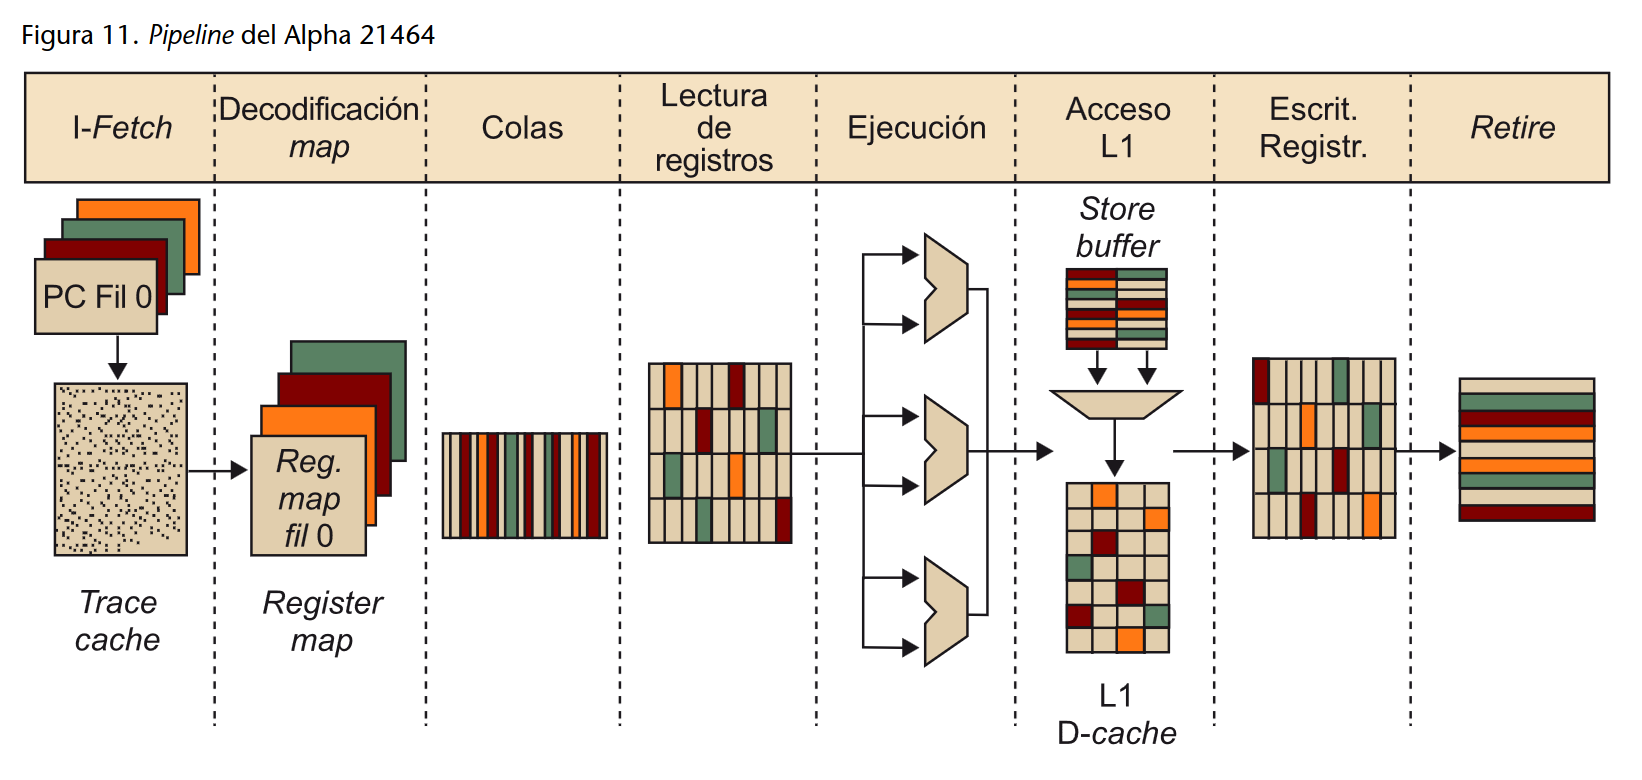 Figura 11. Pipeline del Alpha 21464
I-Fetch
Decodificación
map
Colas
Lectura
de
registros
Ejecución
Acceso
L1
Escrit.
Registr.
Retire
PC Fil 0
Trace
cache
Reg.
map
fil 0
Register
map
Store
buffer
L1
D-cache